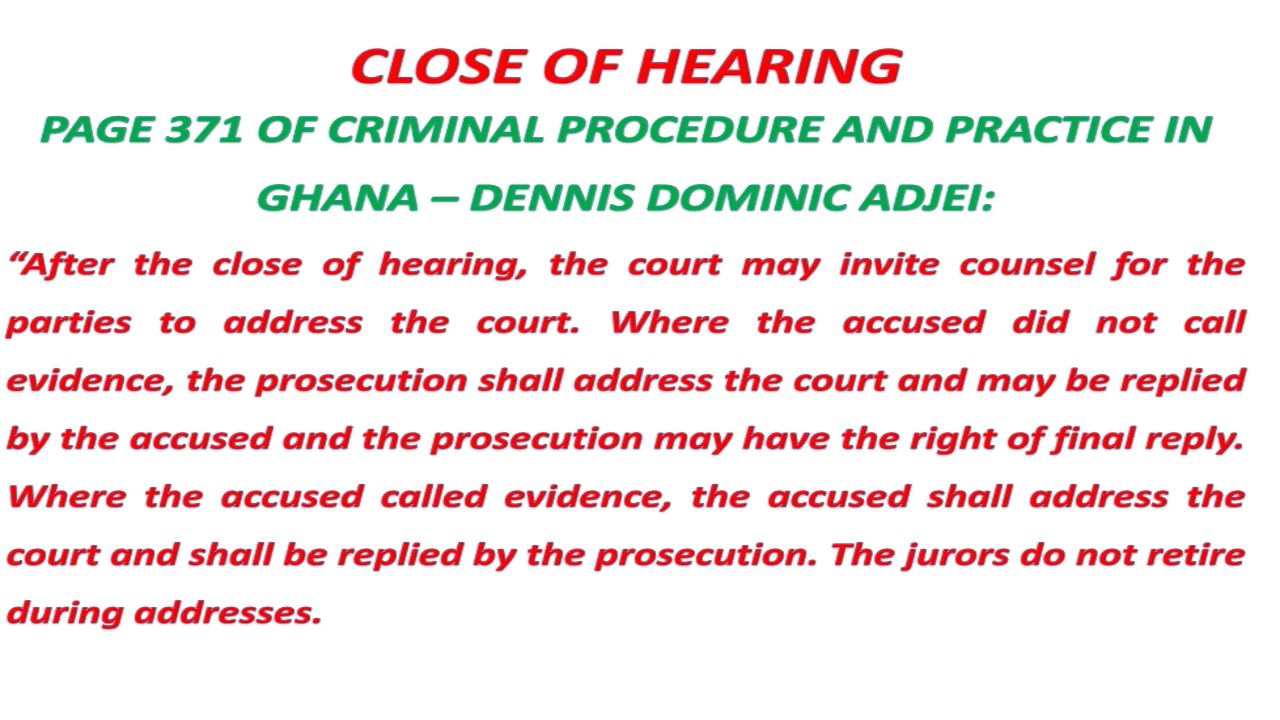 CLOSE OF HEARING
PAGE 371 OF CRIMINAL PROCEDURE AND PRACTICE IN
GHANA – DENNIS DOMINIC ADJEI:
“After the close of hearing, the court may invite counsel for the
parties to address the court. Where the accused did not call
evidence, the prosecution shall address the court and may be replied
by the accused and the prosecution may have the right of final reply.
Where the accused called evidence, the accused shall address the
court and shall be replied by the prosecution. The jurors do not retire
during addresses.